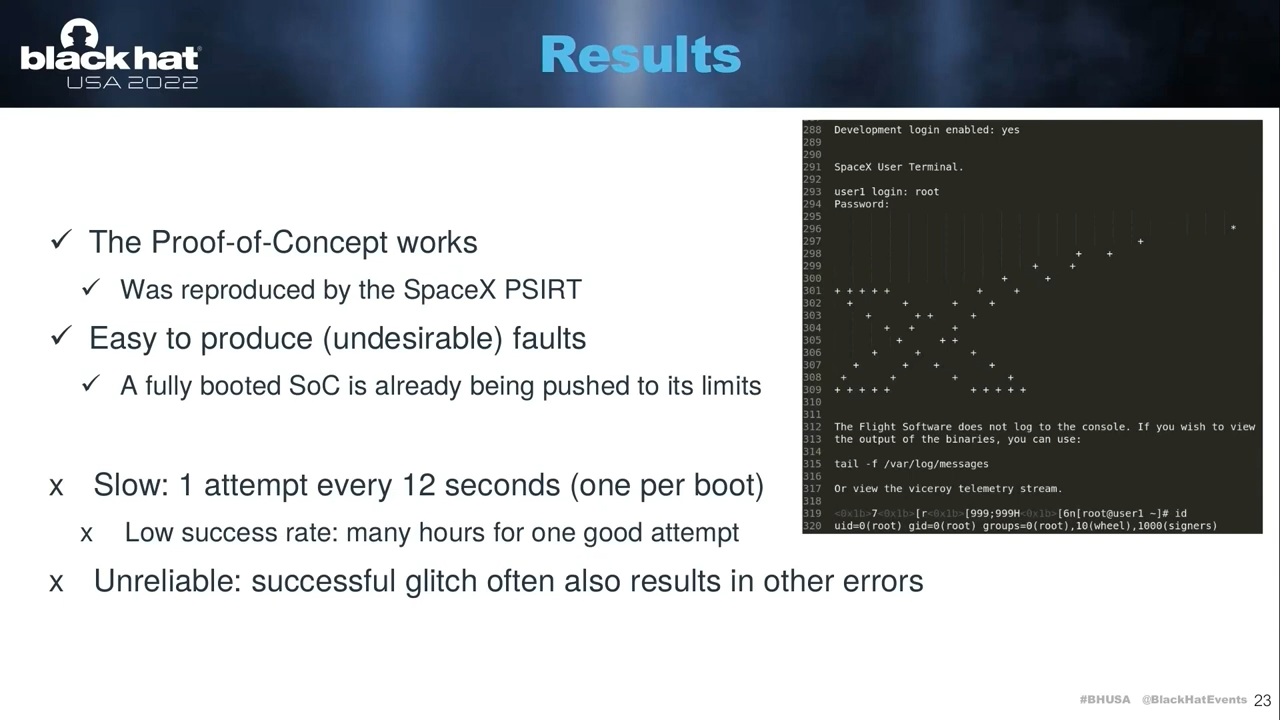 black hat
USA 2022
Results
✓ The Proof-of-Concept works
✓ Was reproduced by the SpaceX PSIRT
✓ Easy to produce (undesirable) faults
✓ A fully booted SoC is already being pushed to its limits
x Slow: 1 attempt every 12 seconds (one per boot)
x Low success rate: many hours for one good attempt
x Unreliable: successful glitch often also results in other errors
288 Development login enabled: yes
289
290
291 SpaceX User Terminal.
292
293 user1 login: root
294 Password:
295
296 *
297 +
298 + +
299 + +
300 + +
301 + + + + + + +
302 + + + +
303 + + + +
304 + + +
305 + + +
306 + + +
307 + + + +
308 + + + +
309 + + + + + + + + + +
310
311
312 The Flight Software does not log to the console. If you wish to view
313 the output of the binaries, you can use:
314
315 tail -f /var/log/messages
316
317 Or view the viceroy telemetry stream.
318
319 <0x1b>7<0x1b>[r<0x1b>[999;999H<0x1b>[6n[root@user1 ~]# id
320 uid=0(root) gid=0(root) groups=0(root),10(wheel),1000(signers)
#BHUSA @BlackHatEvents 23